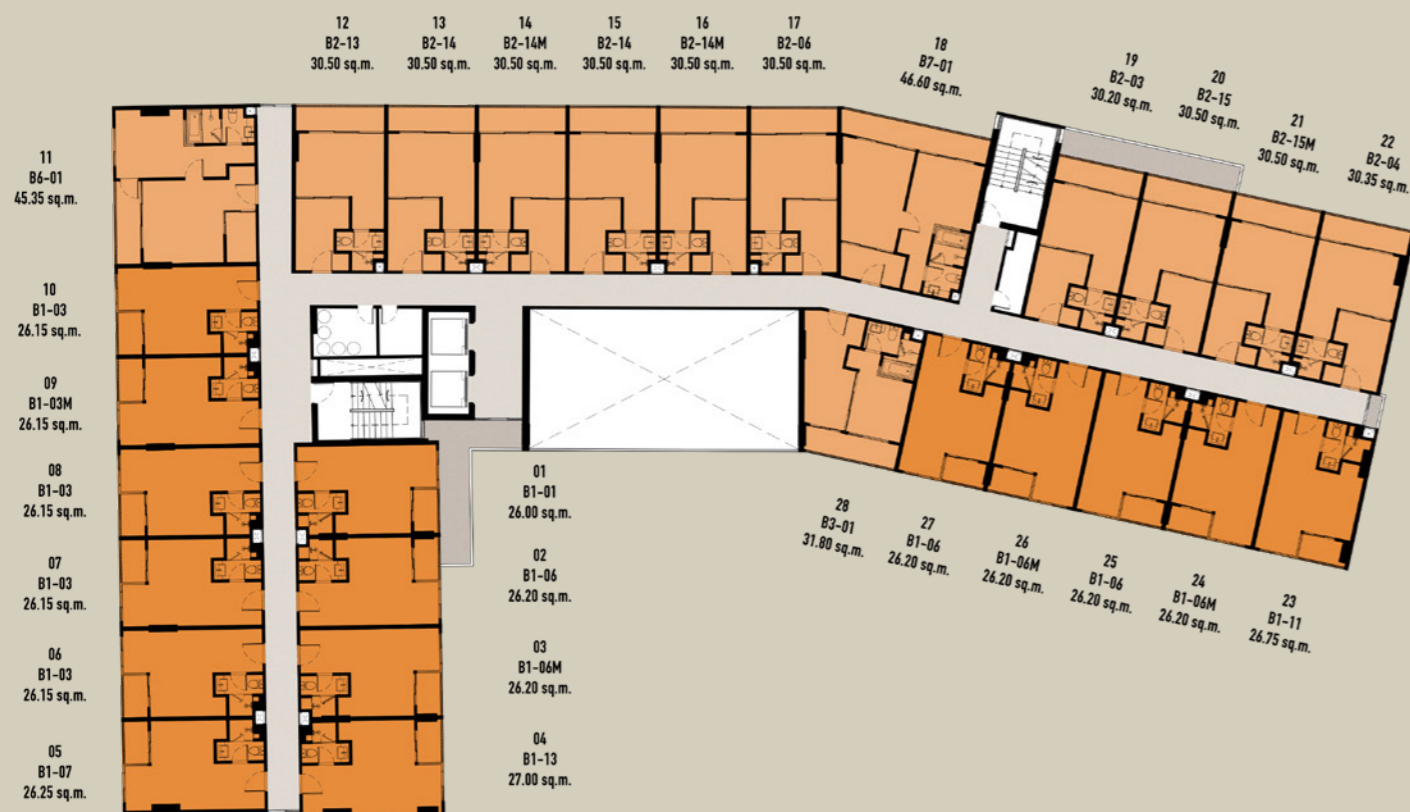 12
B2-13
30.50 sq.m.
13
B2-14
30.50 sq.m.
14
B2-14M
30.50 sq.m.
15
B2-14
30.50 sq.m.
16
B2-14M
30.50 sq.m.
17
B2-06
30.50 sq.m.
18
B7-01
46.60 sq.m.
19
B2-03
30.20 sq.m.
20
B2-15
30.50 sq.m.
21
B2-15M
30.50 sq.m.
22
B2-04
30.35 sq.m.
11
B6-01
45.35 sq.m.
10
B1-03
26.15 sq.m.
09
B1-03M
26.15 sq.m.
08
B1-03
26.15 sq.m.
07
B1-03
26.15 sq.m.
06
B1-03
26.15 sq.m.
05
B1-07
26.25 sq.m.
01
B1-01
26.00 sq.m.
02
B1-06
26.20 sq.m.
03
B1-06M
26.20 sq.m.
04
B1-13
27.00 sq.m.
28
B3-01
31.80 sq.m.
27
B1-06
26.20 sq.m.
26
B1-06M
26.20 sq.m.
25
B1-06
26.20 sq.m.
24
B1-06M
26.20 sq.m.
23
B1-11
26.75 sq.m.